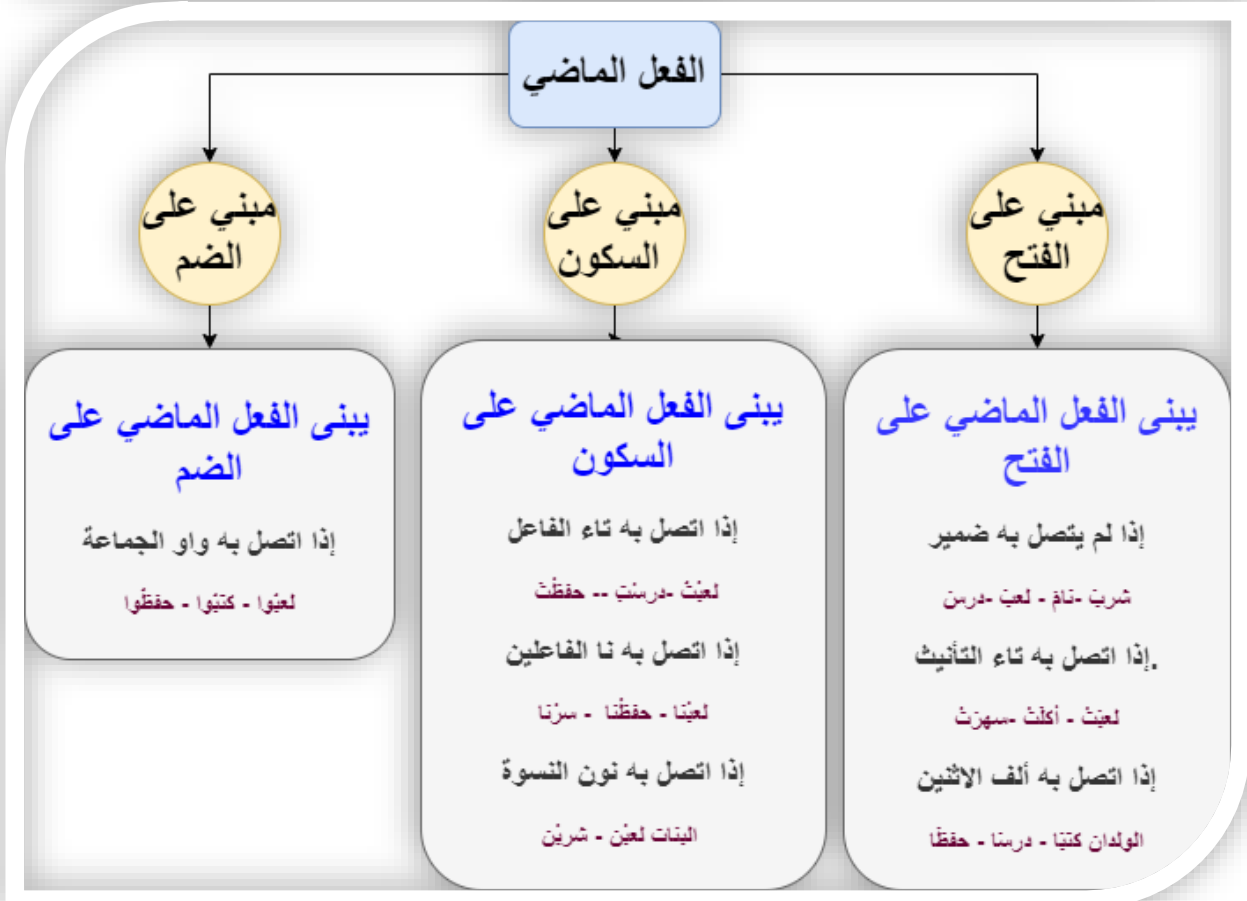 الفعل الماضي
مبني على
الفتح
مبني على
السكون
مبني على
الضم
يبنى الفعل الماضي على
الفتح
إذا لم يتصل به ضمير
شربَ -نامَ - لعبَ -درسَ
.إذا اتصل به تاء التأنيث
لعبَتْ - أكلَتْ -سهرَتْ
إذا اتصل به ألف الاثنين
الولدان كتبَا - درسَا - حفظَا
يبنى الفعل الماضي على
السكون
إذا اتصل به تاء الفاعل
لعبْتُ -درسْتِ -- حفظْتَ
إذا اتصل به نا الفاعلين
لعبْنَا - حفظْنَا - سرْنَا
إذا اتصل به نون النسوة
البنات لعبْن - شربْن
يبنى الفعل الماضي على
الضم
إذا اتصل به واو الجماعة
لعبُوا - كتبُوا - حفظُوا